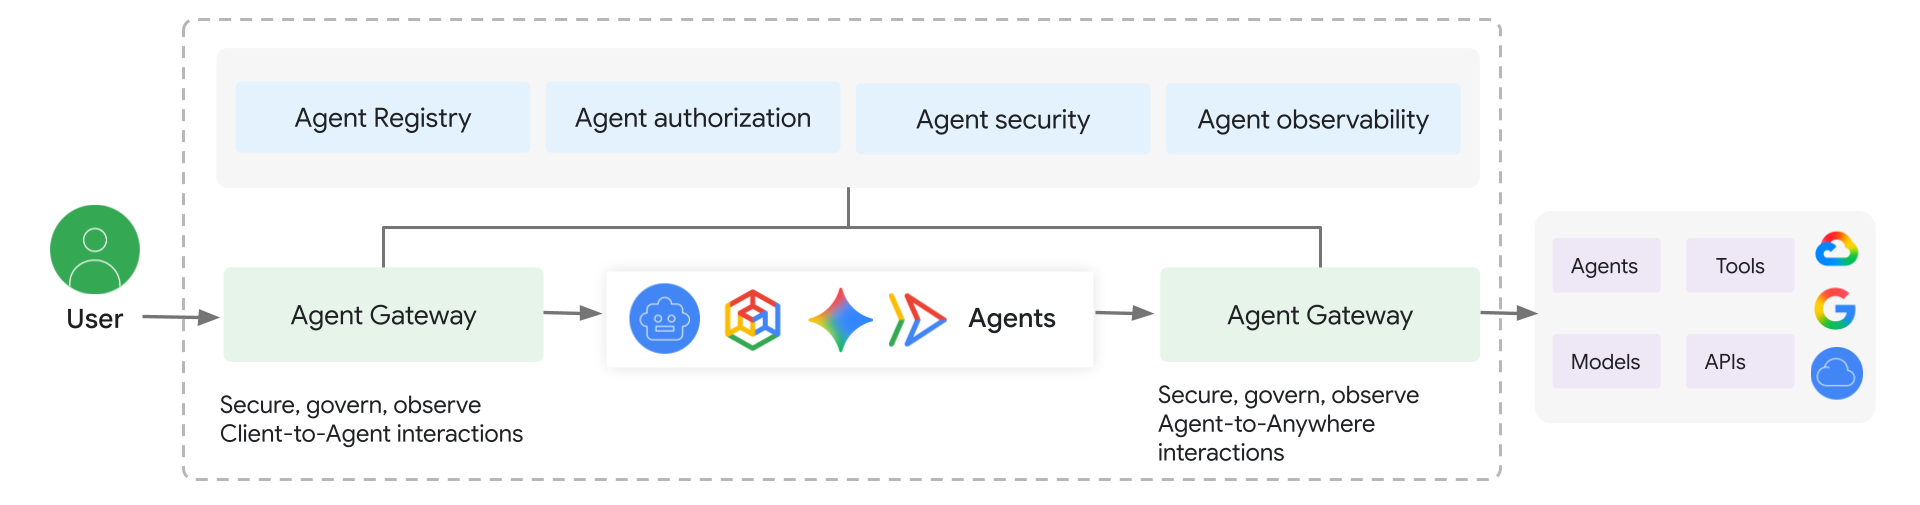 Agent Registry
Agent authorization
Agent security
Agent observability
User
Agent Gateway
Agents
Agent Gateway
Secure, govern, observe
Client-to-Agent interactions
Secure, govern, observe
Agent-to-Anywhere
interactions
Agents
Tools
Models
APIs